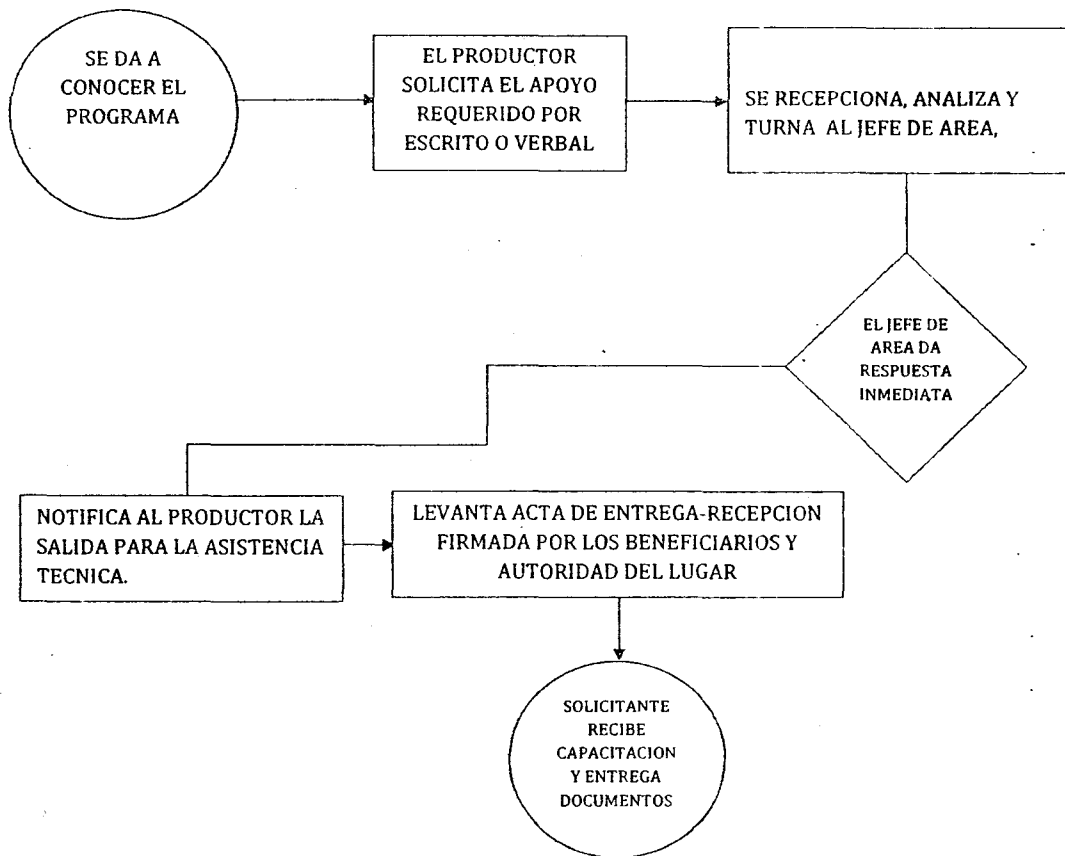 SE DA A
CONOCER EL
PROGRAMA
EL PRODUCTOR
SOLICITA EL APOYO
REQUERIDO POR
ESCRITO O VERBAL
SE RECEPCIONA, ANALIZA Y
TURNA AL JEFE DE AREA,
EL JEFE DE
AREA DA
RESPUESTA
INMEDIATA
NOTIFICA AL PRODUCTOR LA
SALIDA PARA LA ASISTENCIA
TECNICA.
LEVANTA ACTA DE ENTREGA-RECEPCION
FIRMADA POR LOS BENEFICIARIOS Y
AUTORIDAD DEL LUGAR
SOLICITANTE
RECIBE
CAPACITACION
Y ENTREGA
DOCUMENTOS